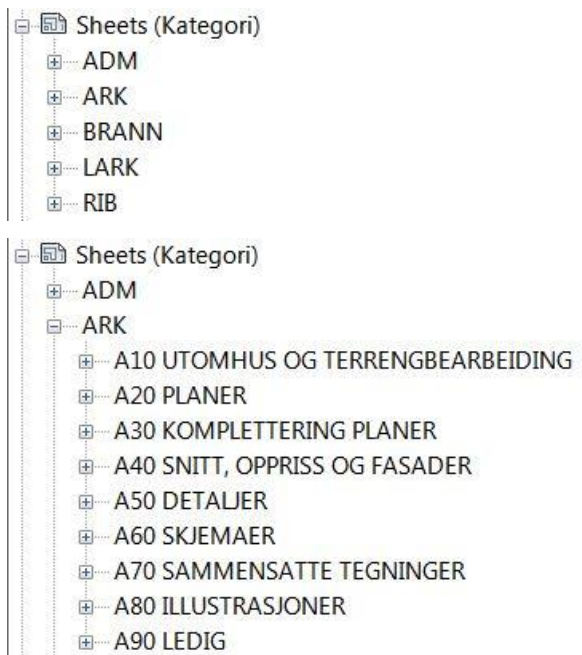 Sheets (Kategori)
ADM
ARK
BRANN
LARK
RIB
Sheets (Kategori)
ADM
ARK
A10 UTOMHUS OG TERRENGBEARBEIDING
A20 PLANER
A30 KOMPLETTERING PLANER
A40 SNITT, OPPRISS OG FASADER
A50 DETALJER
A60 SKJEMAER
A70 SAMMENSATTE TEGNINGER
A80 ILLUSTRASJONER
A90 LEDIG